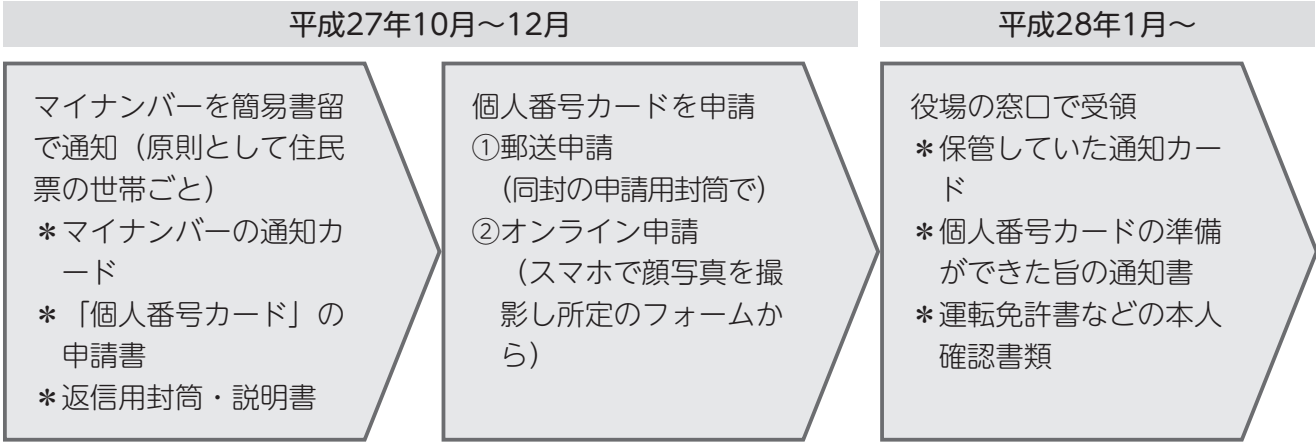 平成27年10月～12月
平成28年1月～
マイナンバーを簡易書留
で通知（原則として住民
票の世帯ごと）
＊マイナンバーの通知カ
ード
＊「個人番号カード」の
申請書
＊返信用封筒・説明書
個人番号カードを申請
①郵送申請
（同封の申請用封筒で）
②オンライン申請
（スマホで顔写真を撮
影し所定のフォームか
ら）
役場の窓口で受領
＊保管していた通知カー
ド
＊個人番号カードの準備
ができた旨の通知書
＊運転免許書などの本人
確認書類